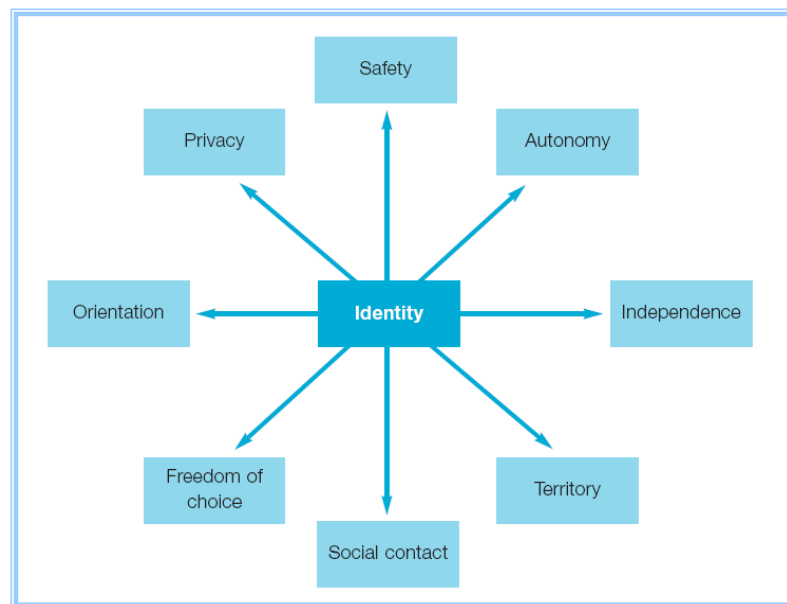 Safety
Privacy
Autonomy
Orientation
Identity
Independence
Freedom of
choice
Territory
Social contact